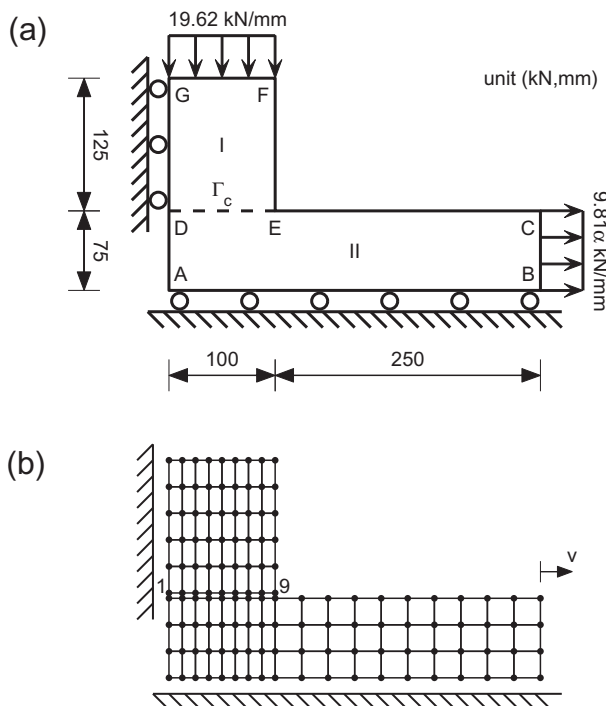 (a)
19.62 kN/mm
unit (kN,mm)
G F
I
125
Γc
D E C
9.81α kN/mm
75
II
A B
100 250
(b)
v
1 9